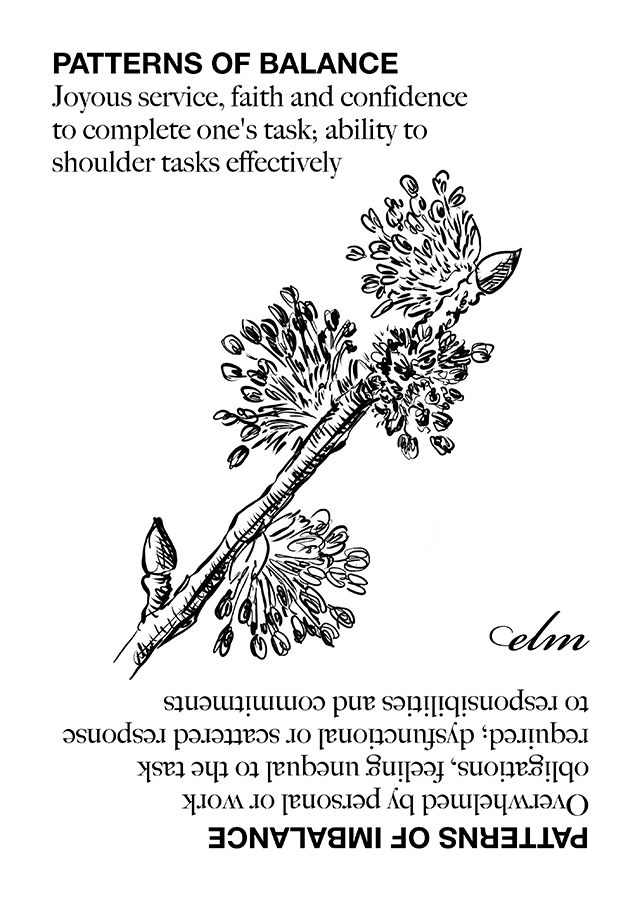 PATTERNS OF BALANCE
Joyous service, faith and confidence
to complete one's task; ability to
shoulder tasks effectively
elm
PATTERNS OF IMBALANCE
Overwhelmed by personal or work
obligations, feeling unequal to the task
required; dysfunctional or scattered response
to responsibilities and commitments